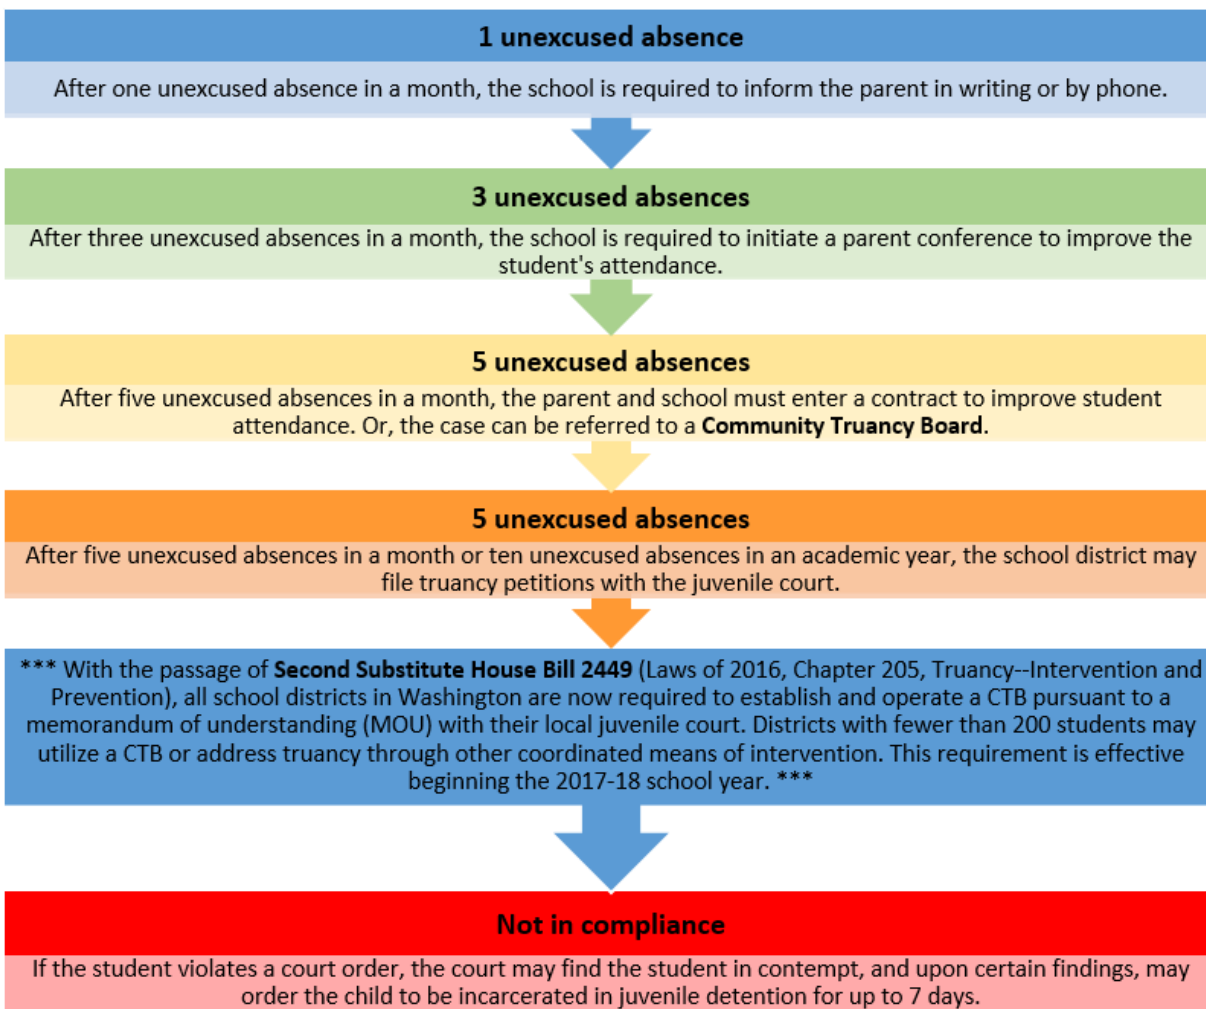 1 unexcused absence
After one unexcused absence in a month, the school is required to inform the parent in writing or by phone.
3 unexcused absences
After three unexcused absences in a month, the school is required to initiate a parent conference to improve the
student's attendance.
5 unexcused absences
After five unexcused absences in a month, the parent and school must enter a contract to improve student
attendance. Or, the case can be referred to a Community Truancy Board.
5 unexcused absences
After five unexcused absences in a month or ten unexcused absences in an academic year, the school district may
file truancy petitions with the juvenile court.
*** With the passage of Second Substitute House Bill 2449 (Laws of 2016, Chapter 205, Truancy--Intervention and
Prevention), all school districts in Washington are now required to establish and operate a CTB pursuant to a
memorandum of understanding (MOU) with their local juvenile court. Districts with fewer than 200 students may
utilize a CTB or address truancy through other coordinated means of intervention. This requirement is effective
beginning the 2017-18 school year. ***
Not in compliance
If the student violates a court order, the court may find the student in contempt, and upon certain findings, may
order the child to be incarcerated in juvenile detention for up to 7 days.